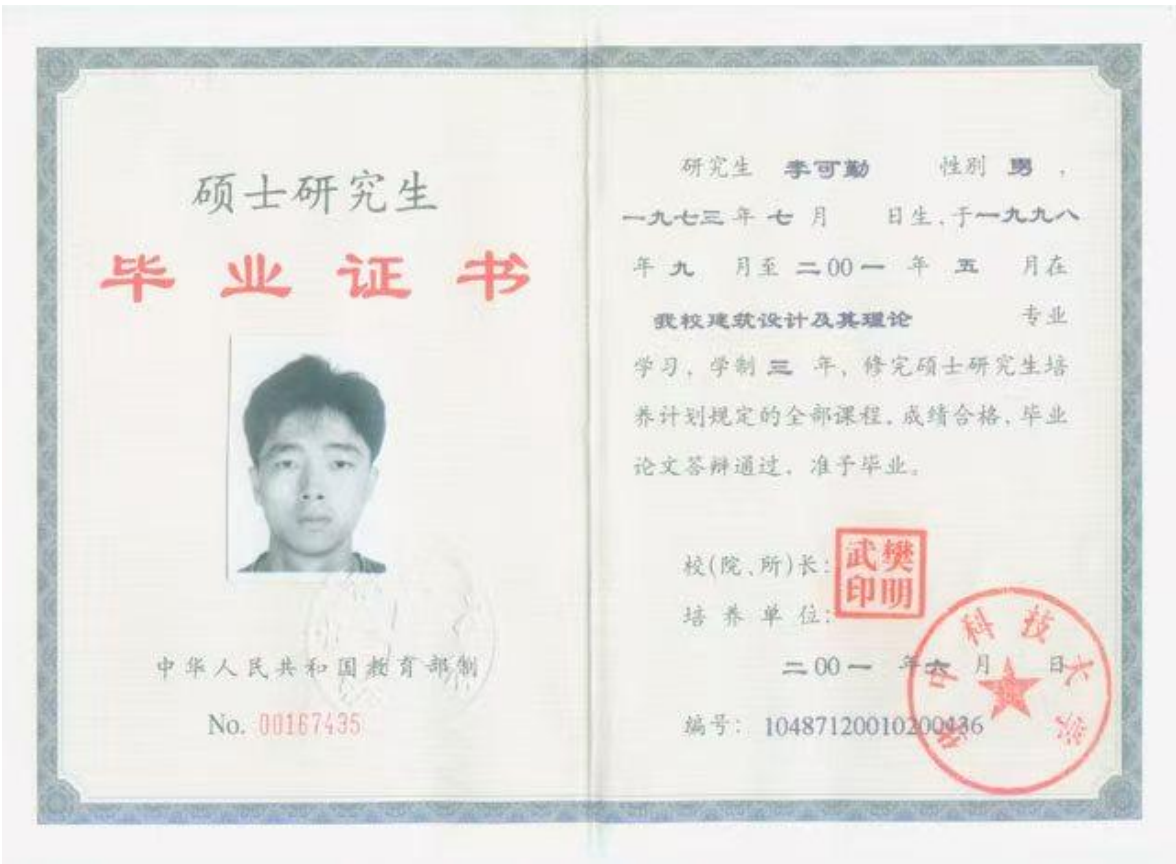 硕士研究生
毕业证书
中华人民共和国教育部制
No. 00167435
研究生 李可勤 性别 男,
一九七三年七月 日生,于一九九八
年九 月至二00一 年 五 月在
我校建筑设计及其理论 专业
学习,学制 三 年,修完硕士研究生培
养计划规定的全部课程,成绩合格,毕业
论文答辩通过,准予毕业。
校(院、所)长:
樊明武印
培养单位:
华中科技大学
二00一 年六月 日
编号: 10487120010200436